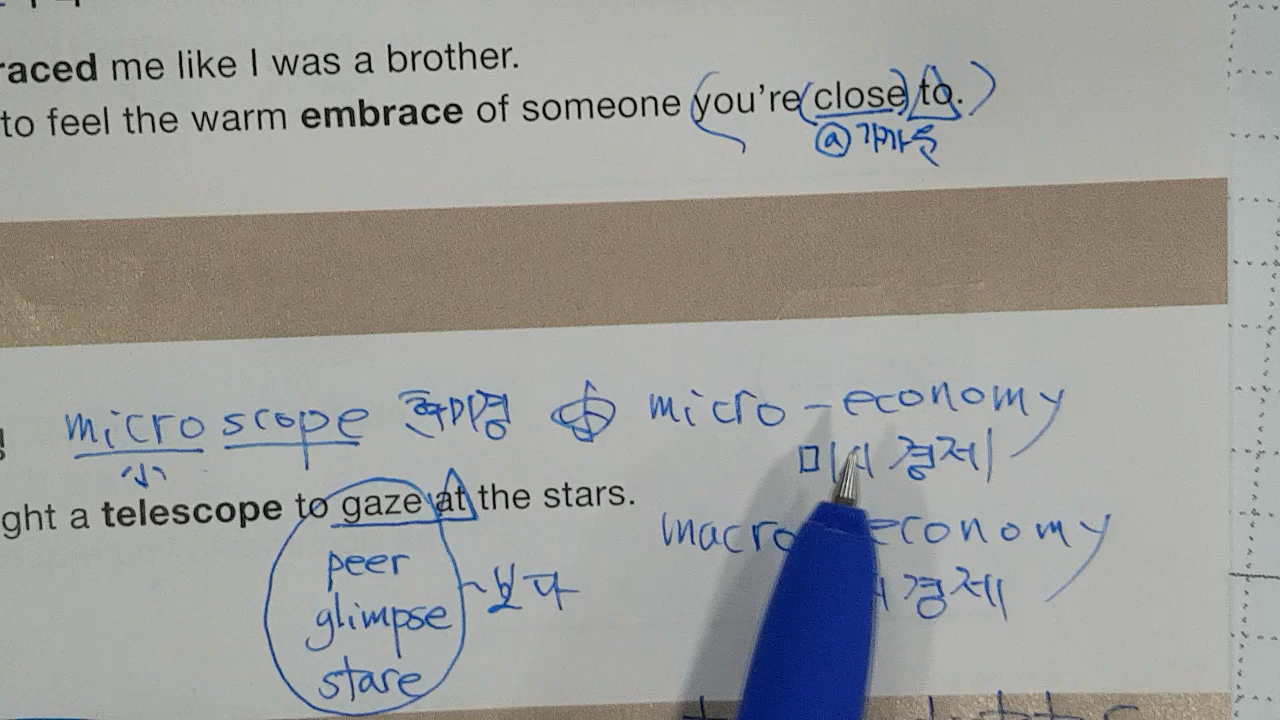 raced me like I was a brother.
to feel the warm embrace of someone you're close to.
ⓐ 가까운
micro scope 현미경 micro - economy
小 미시 경제
ght a telescope to gaze at the stars.
macro economy
peer
glimpse 보다 경제
stare